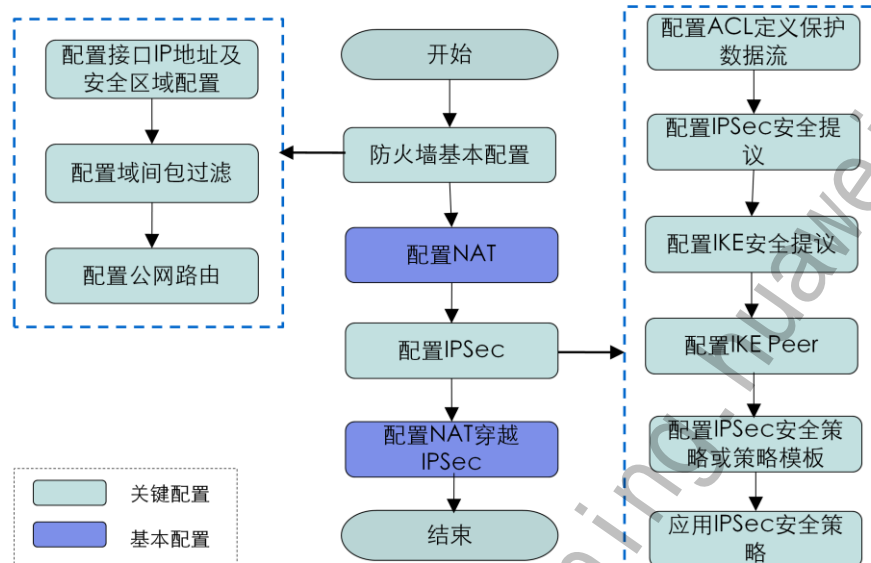 配置接口IP地址及
安全区域配置
配置域间包过滤
配置公网路由
开始
防火墙基本配置
配置NAT
配置IPSec
配置NAT穿越
IPSec
结束
配置ACL定义保护
数据流
配置IPSec安全提
议
配置IKE安全提议
配置IKE Peer
配置IPSec安全策
略或策略模板
应用IPSec安全策
略
关键配置
基本配置
ning.huawei